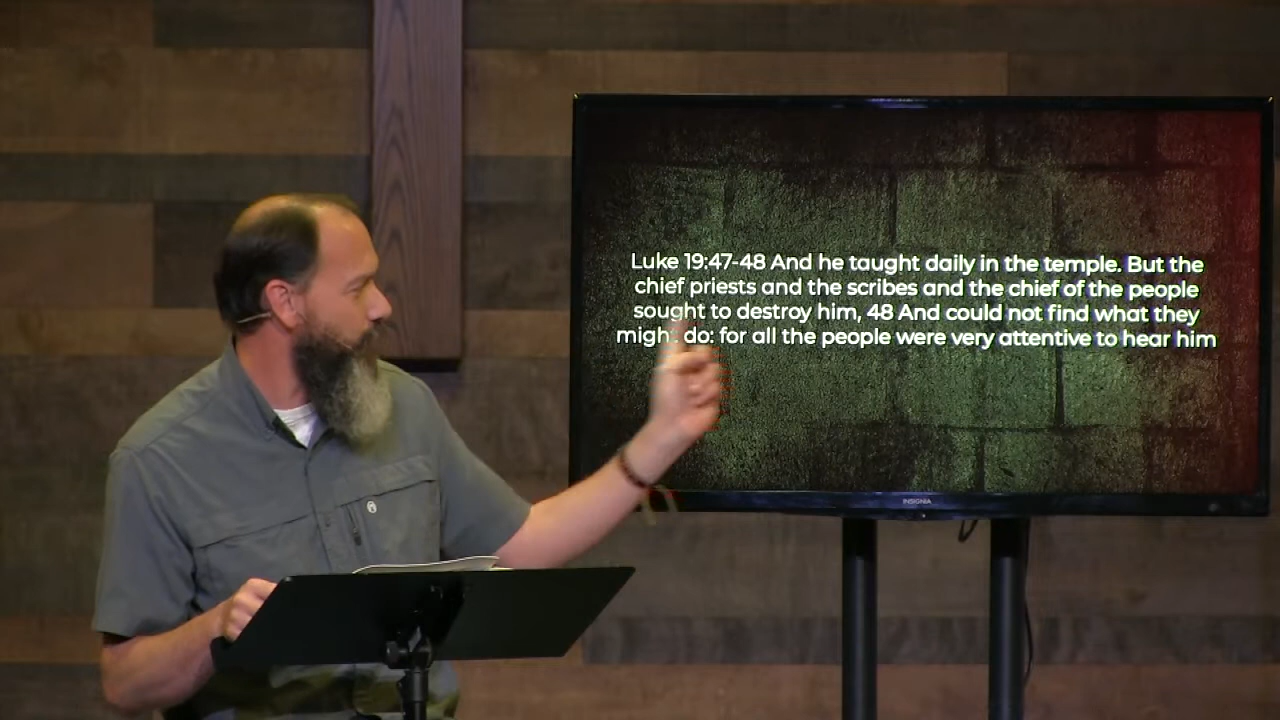 Luke 19:47-48 And he taught daily in the temple. But the
chief priests and the scribes and the chief of the people
sought to destroy him, 48 And could not find what they
might do: for all the people were very attentive to hear him
INSIGNIA